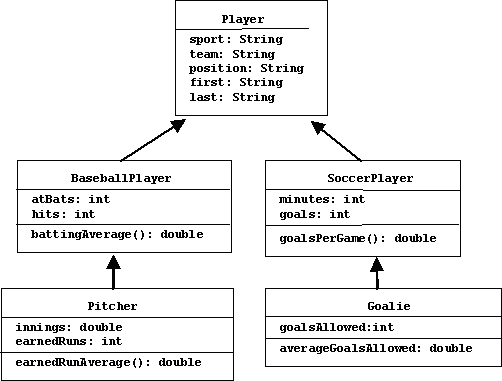 Player
sport: String
team: String
position: String
first: String
last: String
BaseballPlayer
atBats: int
hits: int
battingAverage(): double
SoccerPlayer
minutes: int
goals: int
goalsPerGame(): double
Pitcher
innings: double
earnedRuns: int
earnedRunAverage(): double
Goalie
goalsAllowed:int
averageGoalsAllowed: double